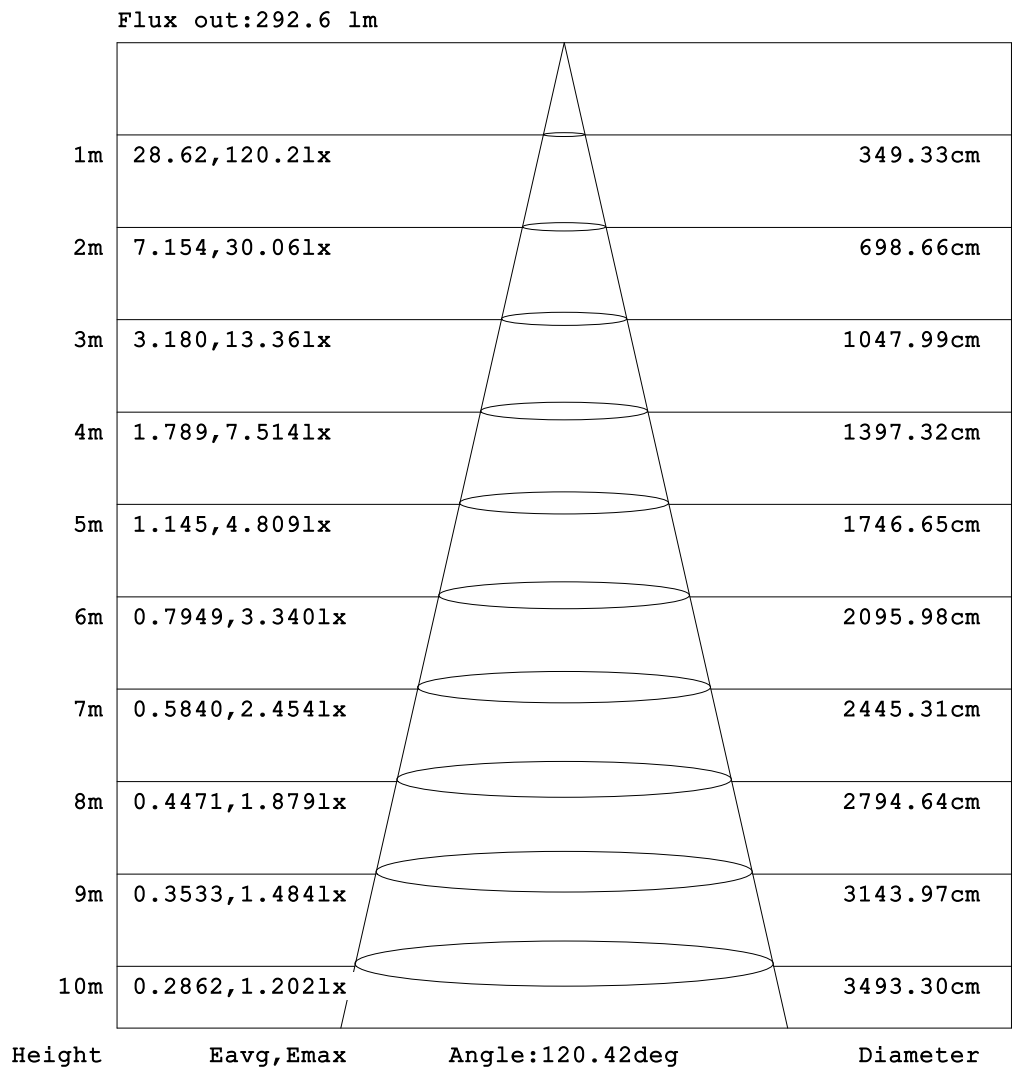 Flux out:292.6 lm
1m 28.62,120.2lx 349.33cm
2m 7.154,30.06lx 698.66cm
3m 3.180,13.36lx 1047.99cm
4m 1.789,7.514lx 1397.32cm
5m 1.145,4.809lx 1746.65cm
6m 0.7949,3.340lx 2095.98cm
7m 0.5840,2.454lx 2445.31cm
8m 0.4471,1.879lx 2794.64cm
9m 0.3533,1.484lx 3143.97cm
10m 0.2862,1.202lx 3493.30cm
Height Eavg,Emax Angle:120.42deg Diameter